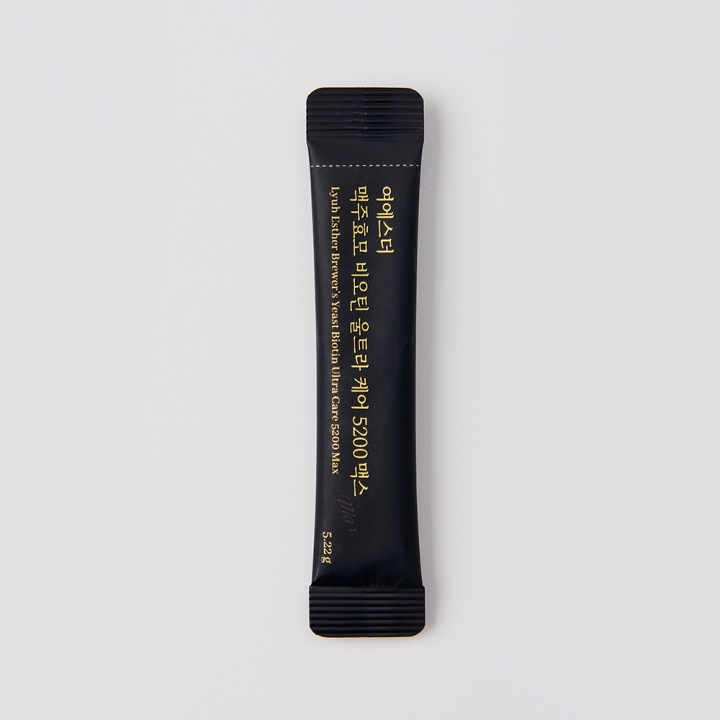 여에스더
맥주효모 비오틴 울트라 케어 5200 맥스
Lyuh Esther Brewer's Yeast Biotin Ultra Care 5200 Max
5.22 g